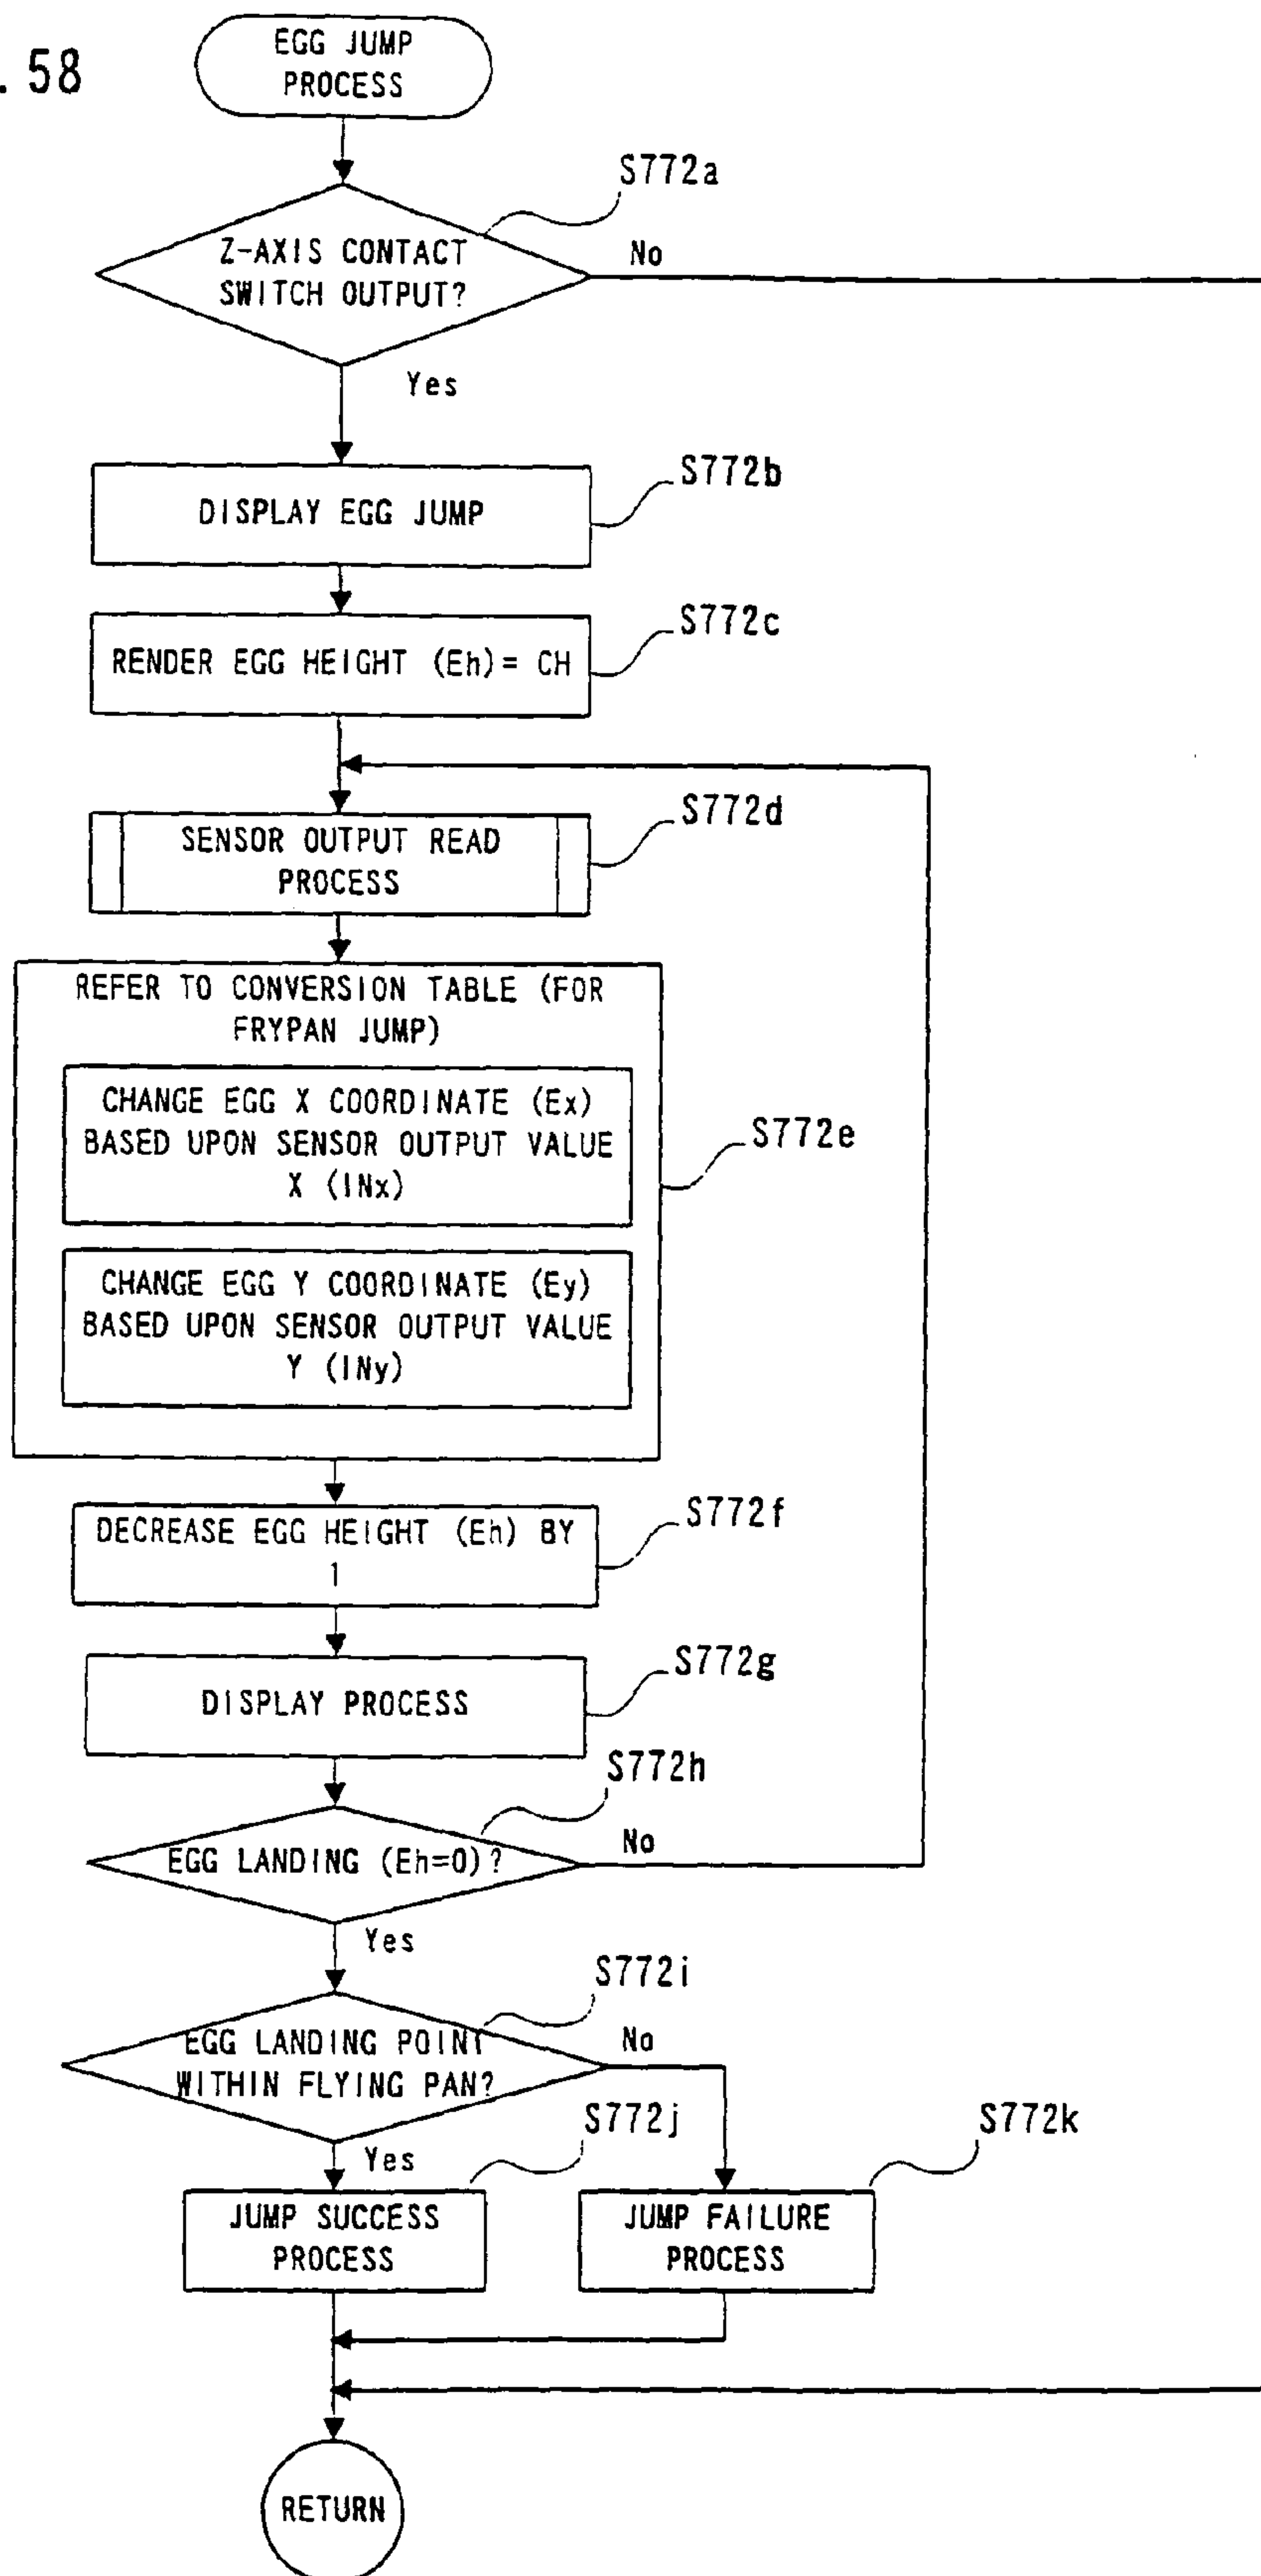 . 58
EGG JUMP
PROCESS
S772a
Z-AXIS CONTACT
SWITCH OUTPUT?
No
Yes
S772b
DISPLAY EGG JUMP
S772c
RENDER EGG HEIGHT (Eh)= CH
S772d
SENSOR OUTPUT READ
PROCESS
REFER TO CONVERSION TABLE (FOR
FRYPAN JUMP)
CHANGE EGG X COORDINATE (Ex)
BASED UPON SENSOR OUTPUT VALUE
X (INx)
S772e
CHANGE EGG Y COORDINATE (Ey)
BASED UPON SENSOR OUTPUT VALUE
Y (INy)
S772f
DECREASE EGG HEIGHT (Eh) BY
1
S772g
DISPLAY PROCESS
S772h
EGG LANDING (Eh=0)?
No
Yes
S772i
EGG LANDING POINT
WITHIN FLYING PAN?
No
S772j
S772k
Yes
JUMP SUCCESS
PROCESS
JUMP FAILURE
PROCESS
RETURN